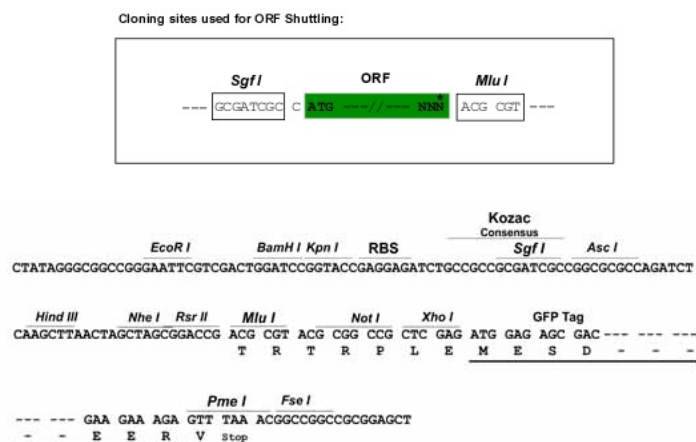 Cloning sites used for ORF Shuttling:
Sgf I ORF Mlu I
--- GCGATCGC C ATG ---//--- NNN* ACG CGT ---
Kozac
Consensus
EcoR I BamH I Kpn I RBS Sgf I Asc I
CTATAGGGCGGCCGGGAATTCGTCGACTGGATCCGGTACCGAGGAGATCTGCCGCCGCGATCGCCGGCGCGCCAGATCT
Hind III Nhe I Rsr II Mlu I Not I Xho I GFP Tag
CAAGCTTAACTAGCTAGCGGACCG ACG CGT ACG CGG CCG CTC GAG ATG GAG AGC GAC --- --- ---
T R T R P L E M E S D - - -
Pme I Fse I
--- --- GAA GAA AGA GTT TAA ACGGCCGGCCGCGGAGCT
- - E E R V Stop